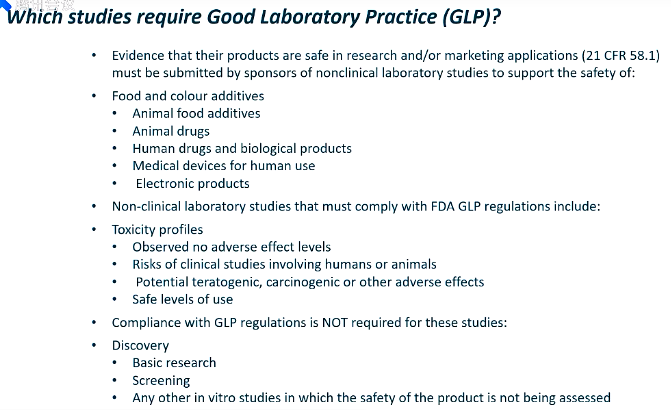 Which studies require Good Laboratory Practice (GLP)?
• Evidence that their products are safe in research and/or marketing applications (21 CFR 58.1)
must be submitted by sponsors of nonclinical laboratory studies to support the safety of:
• Food and colour additives
• Animal food additives
• Animal drugs
• Human drugs and biological products
• Medical devices for human use
• Electronic products
• Non-clinical laboratory studies that must comply with FDA GLP regulations include:
• Toxicity profiles
• Observed no adverse effect levels
• Risks of clinical studies involving humans or animals
• Potential teratogenic, carcinogenic or other adverse effects
• Safe levels of use
• Compliance with GLP regulations is NOT required for these studies:
• Discovery
• Basic research
• Screening
• Any other in vitro studies in which the safety of the product is not being assessed